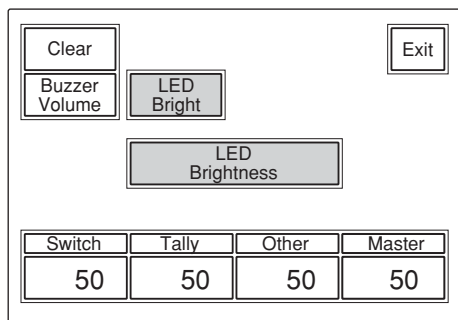 Clear
Exit
Buzzer
Volume
LED
Bright
LED
Brightness
Switch Tally Other Master
50 50 50 50